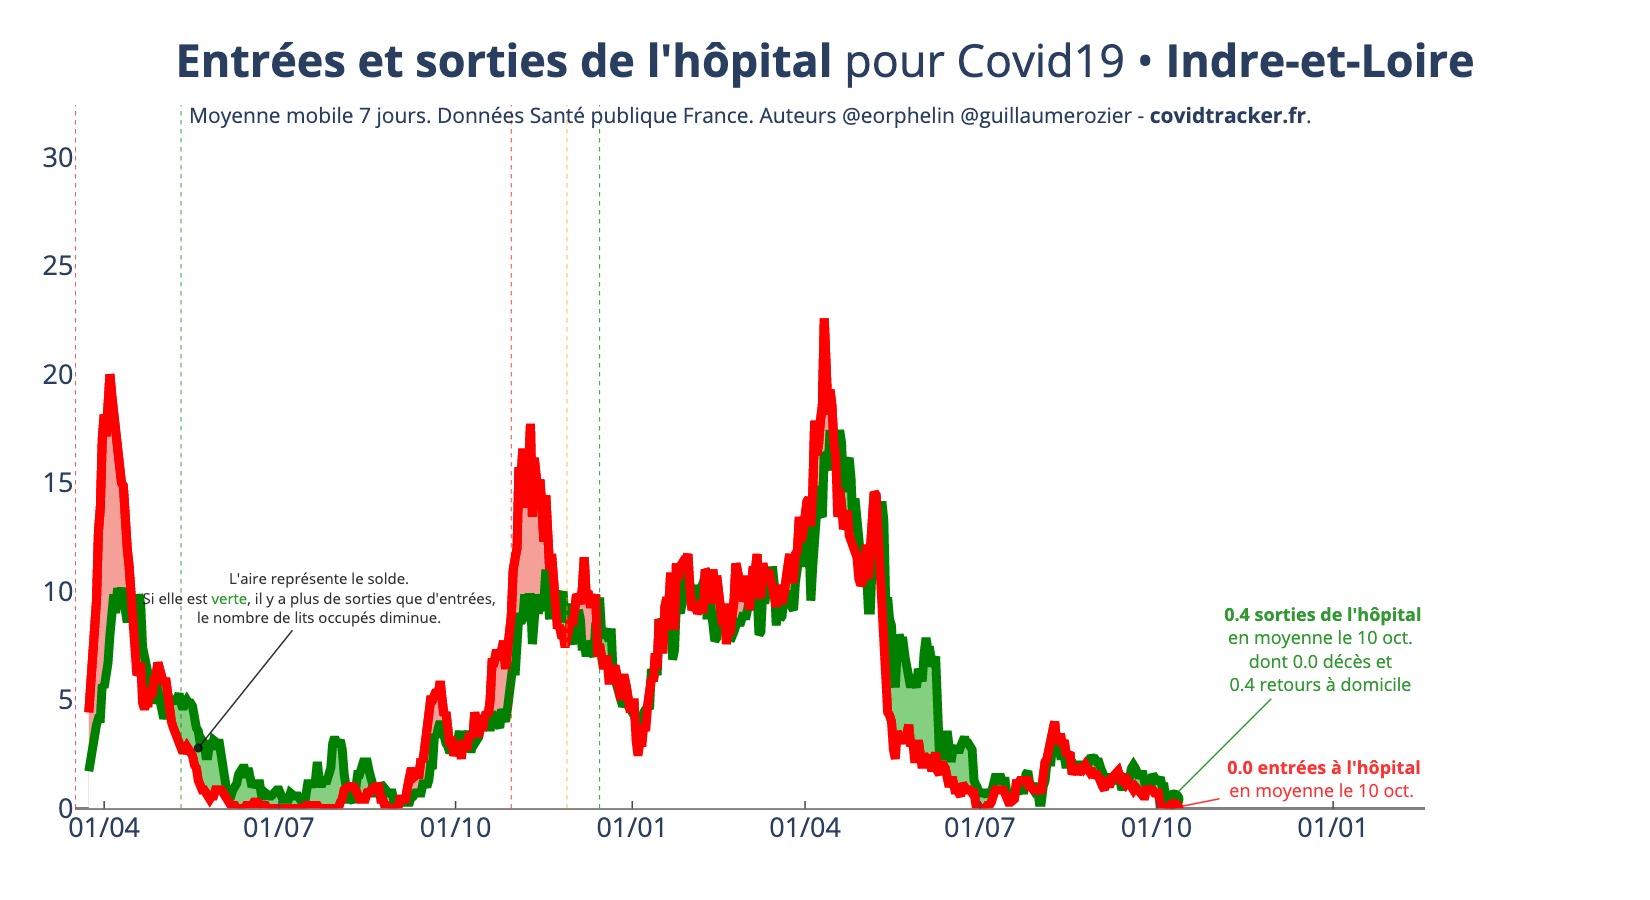 Entrées et sorties de l'hôpital pour Covid19 • Indre-et-Loire
Moyenne mobile 7 jours. Données Santé publique France. Auteurs @eorphelin @guillaumerozier - covidtracker.fr.
30
25
20
15
10
5
0
L'aire représente le solde.
Si elle est verte, il y a plus de sorties que d'entrées,
le nombre de lits occupés diminue.
0.4 sorties de l'hôpital
en moyenne le 10 oct.
dont 0.0 décès et
0.4 retours à domicile
0.0 entrées à l'hôpital
en moyenne le 10 oct.
01/04 01/07 01/10 01/01 01/04 01/07 01/10 01/01